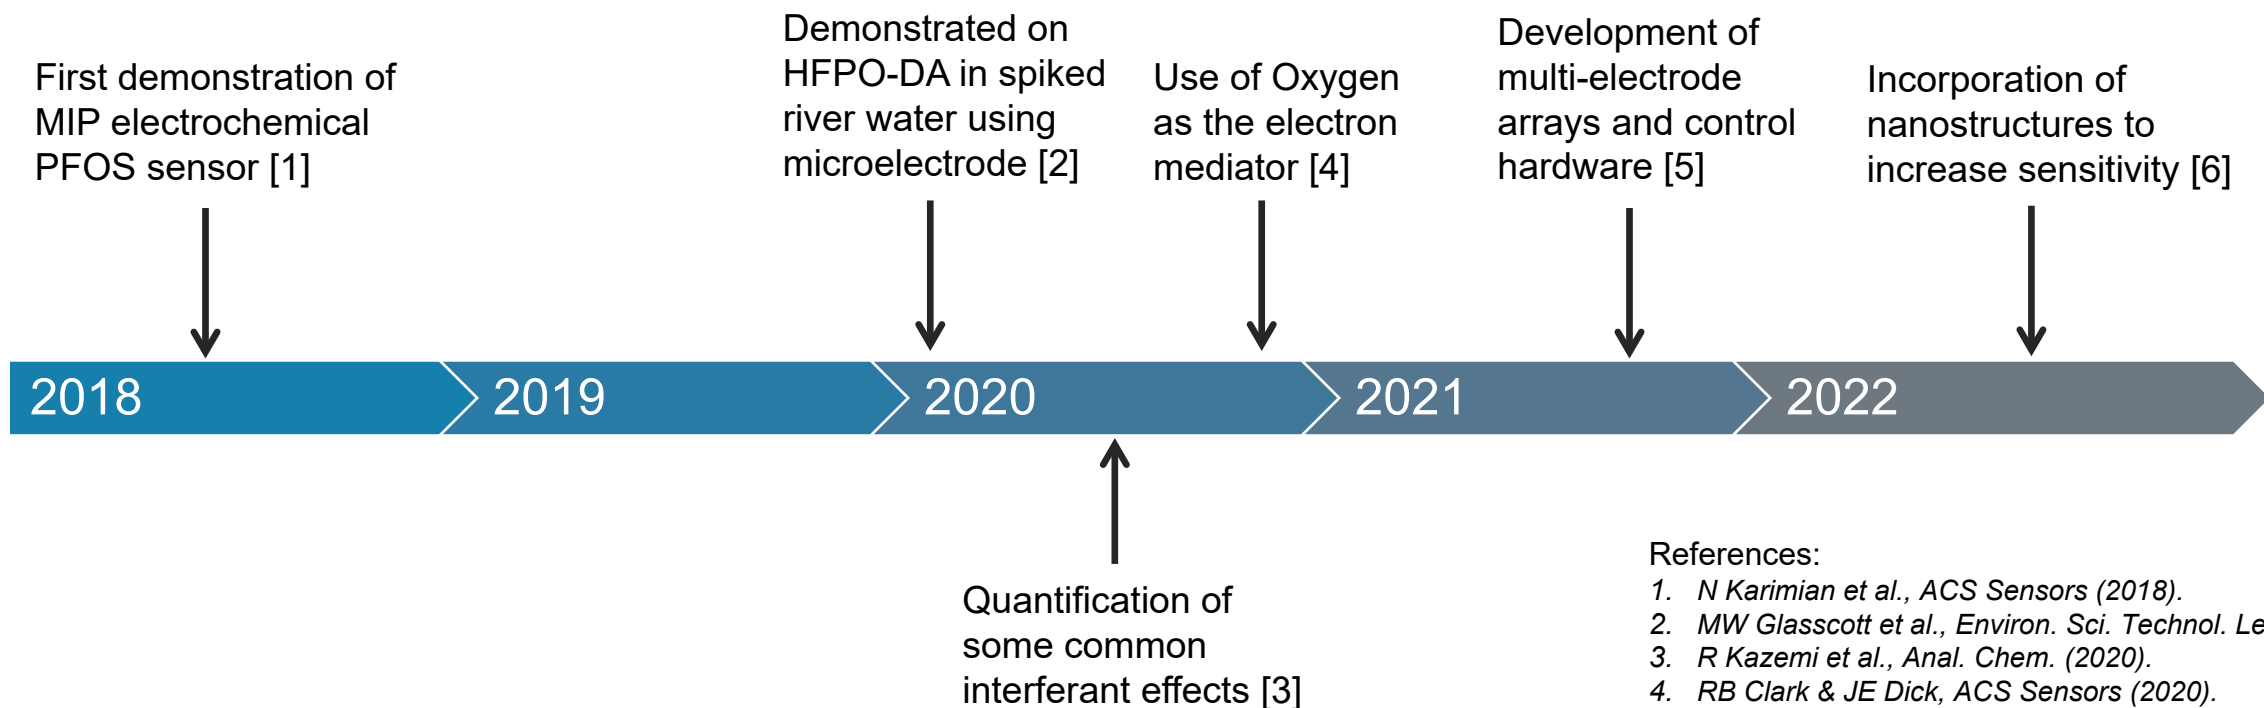 First demonstration of
MIP electrochemical
PFOS sensor [1]
Demonstrated on
HFPO-DA in spiked
river water using
microelectrode [2]
Use of Oxygen
as the electron
mediator [4]
Development of
multi-electrode
arrays and control
hardware [5]
Incorporation of
nanostructures to
increase sensitivity [6]
2018
2019
2020
2021
2022
Quantification of
some common
interferant effects [3]
References:
1. N Karimian et al., ACS Sensors (2018).
2. MW Glasscott et al., Environ. Sci. Technol.
3. R Kazemi et al., Anal. Chem. (2020).
4. RB Clark & JE Dick, ACS Sensors (2020).